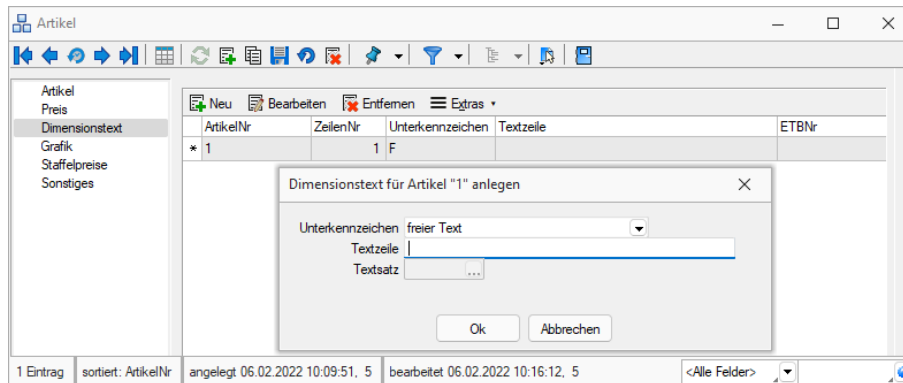 Artikel
Artikel
Preis
Dimensionstext
Grafik
Staffelpreise
Sonstiges
Neu Bearbeiten Entfernen Extras
ArtikelNr ZeilenNr Unterkennzeichen Textzeile ETBNr
* 1 1 F
Dimensionstext für Artikel "1" anlegen
Unterkennzeichen freier Text
Textzeile
Textsatz ...
Ok Abbrechen
1 Eintrag sortiert: ArtikelNr angelegt 06.02.2022 10:09:51, 5 bearbeitet 06.02.2022 10:16:12, 5 <Alle Felder>